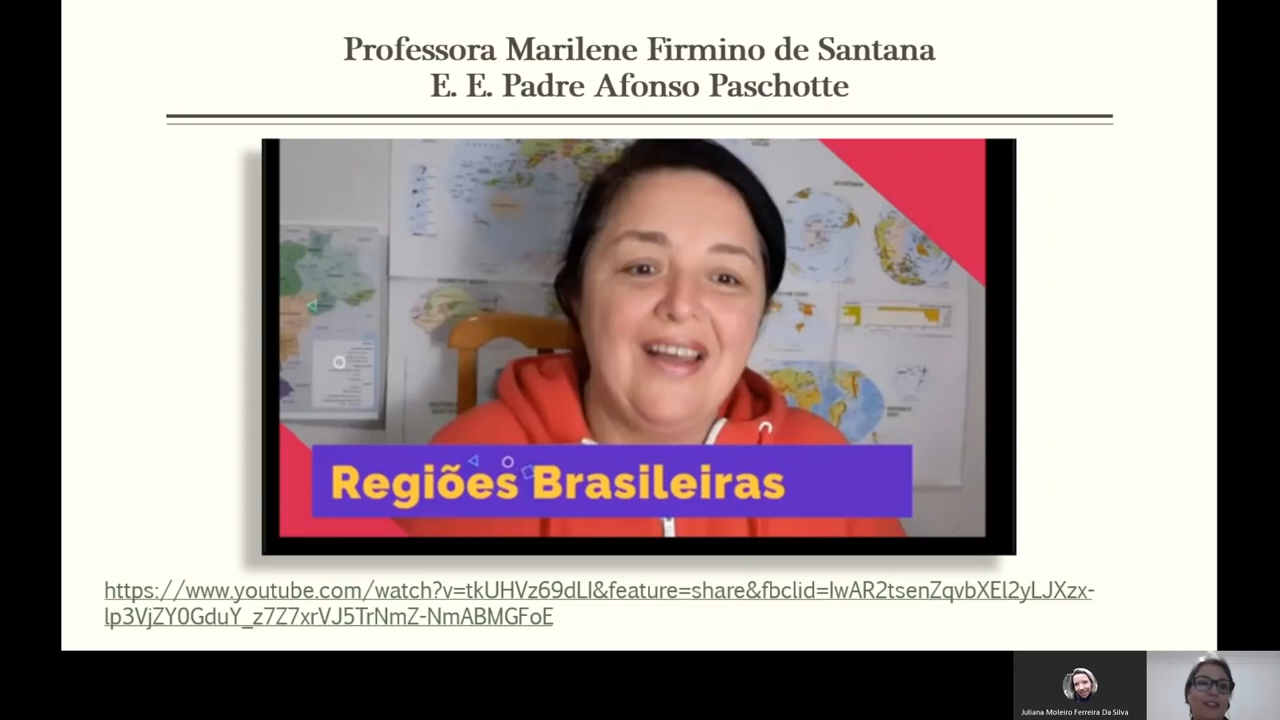 Professora Marilene Firmino de Santana
E. E. Padre Afonso Paschotte
Regiões Brasileiras
https://www.youtube.com/watch?v=tkUHVz69dLI&feature=share&fbclid=IwAR2tsenZqvbXEl2yLJXzx-
lp3VjZY0GduY_z7Z7xrVJ5TrNmZ-NmABMGFoE
Juliana Moleiro Ferreira Da Silva